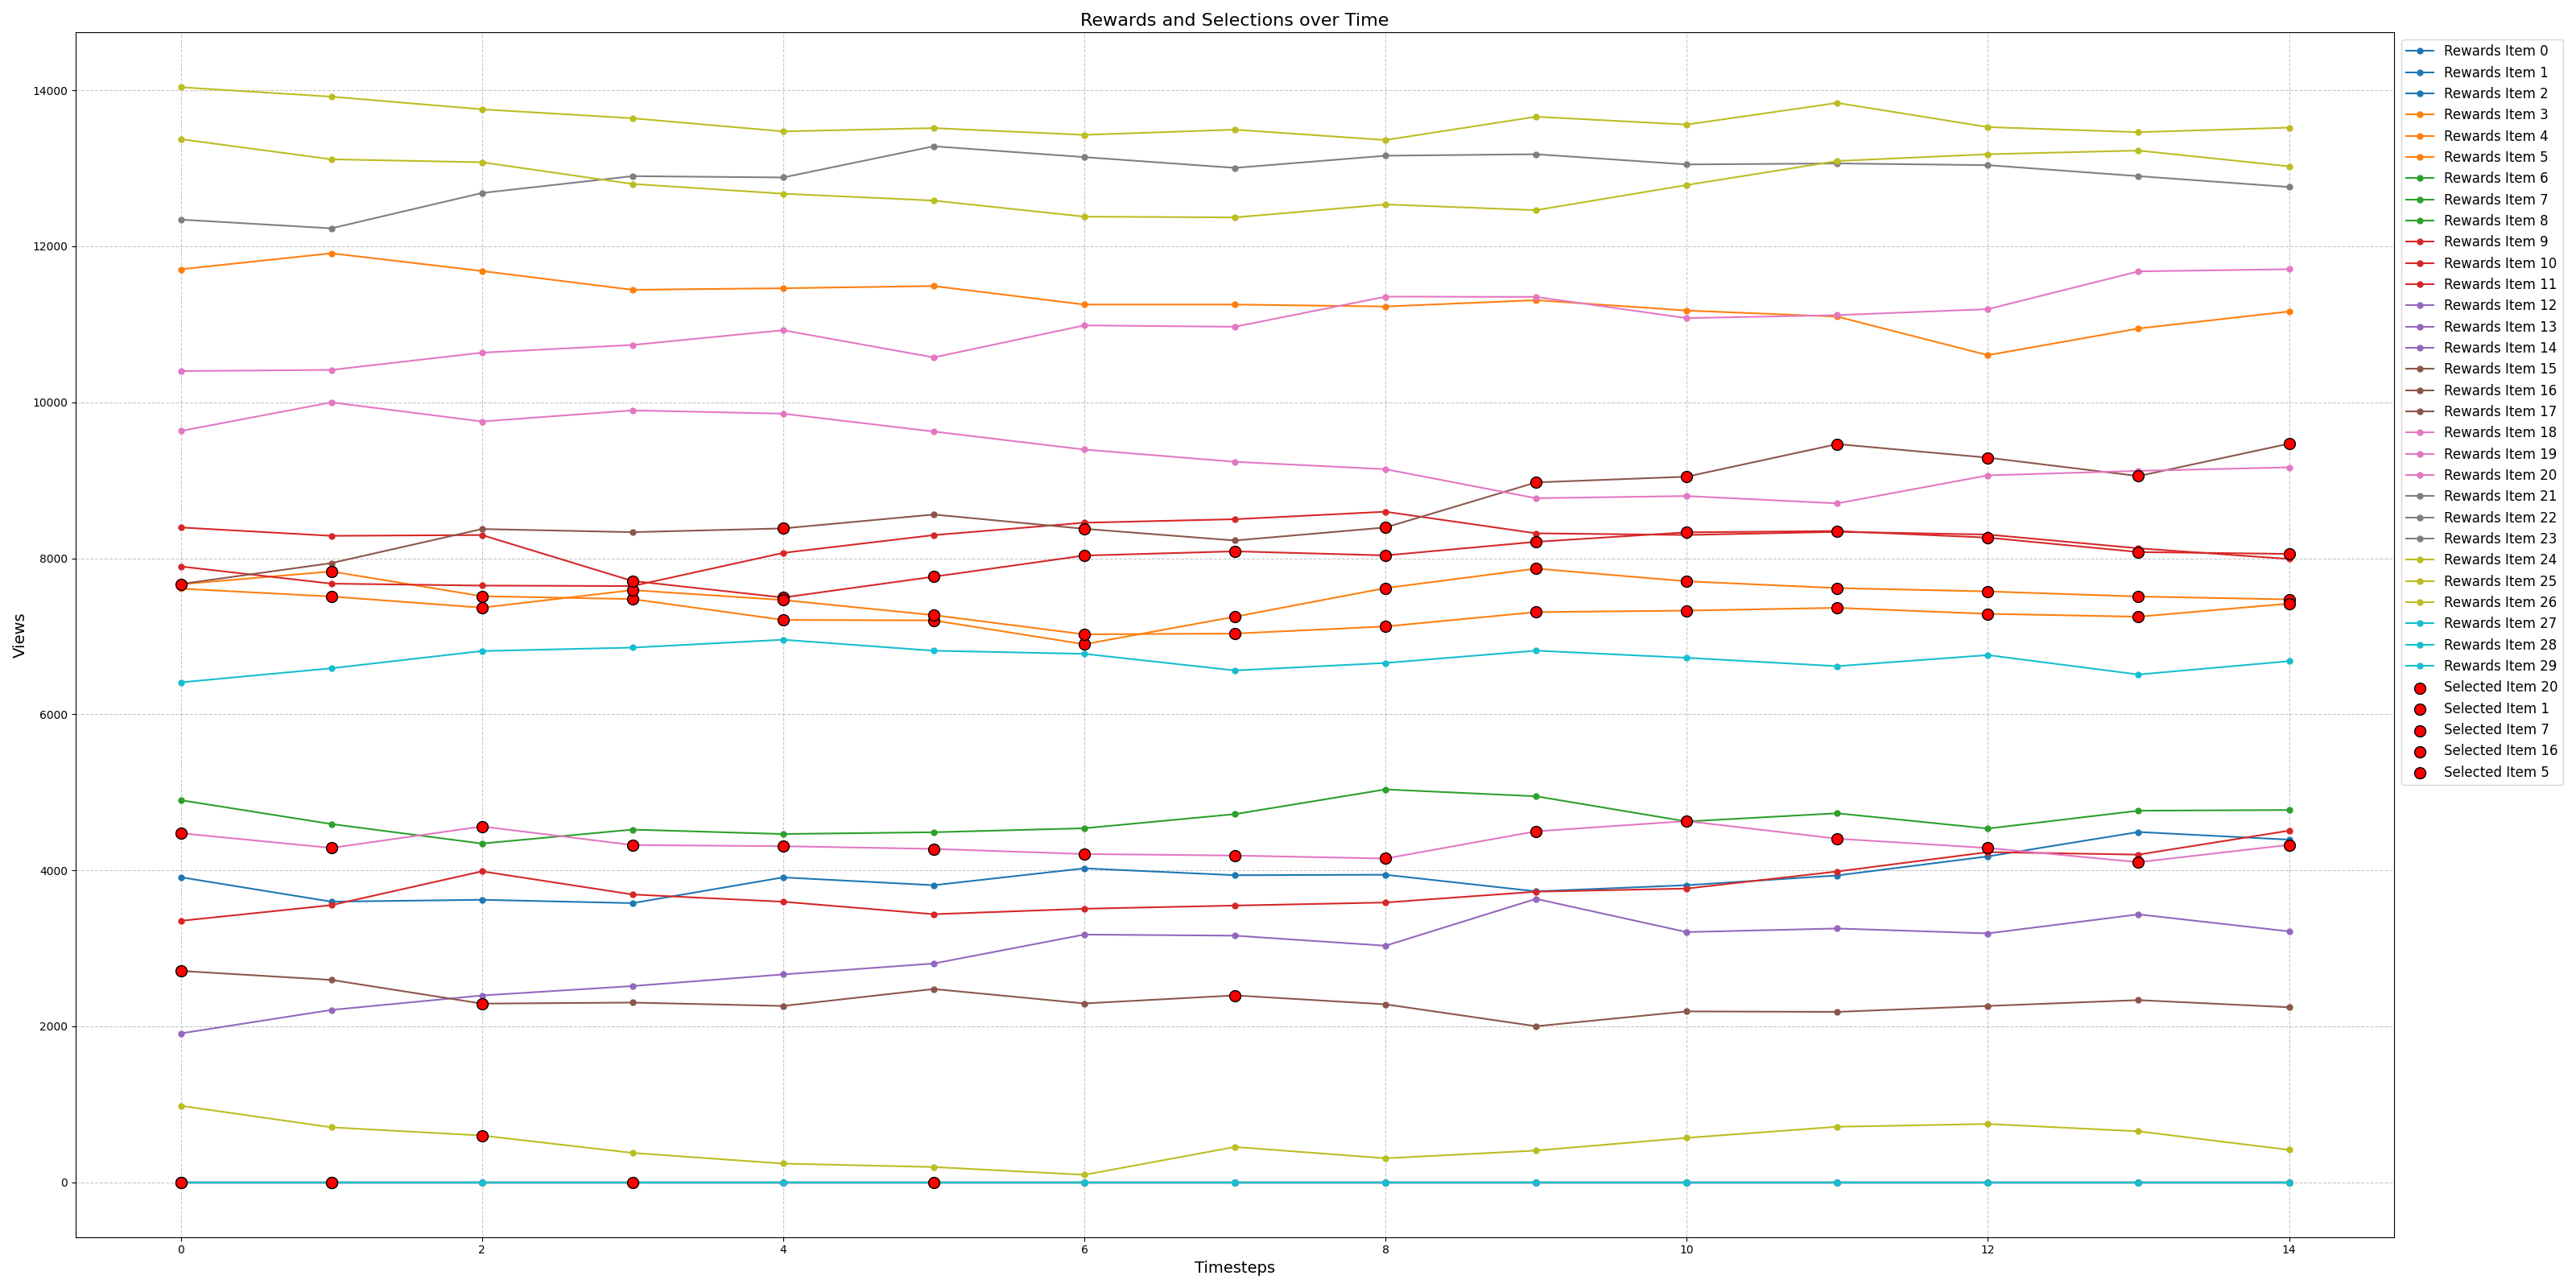 Rewards and Selections over Time
Views
14000
12000
10000
8000
6000
4000
2000
0
0 2 4 6 8 10 12 14
Timesteps
Rewards Item 0
Rewards Item 1
Rewards Item 2
Rewards Item 3
Rewards Item 4
Rewards Item 5
Rewards Item 6
Rewards Item 7
Rewards Item 8
Rewards Item 9
Rewards Item 10
Rewards Item 11
Rewards Item 12
Rewards Item 13
Rewards Item 14
Rewards Item 15
Rewards Item 16
Rewards Item 17
Rewards Item 18
Rewards Item 19
Rewards Item 20
Rewards Item 21
Rewards Item 22
Rewards Item 23
Rewards Item 24
Rewards Item 25
Rewards Item 26
Rewards Item 27
Rewards Item 28
Rewards Item 29
Selected Item 20
Selected Item 1
Selected Item 7
Selected Item 16
Selected Item 5